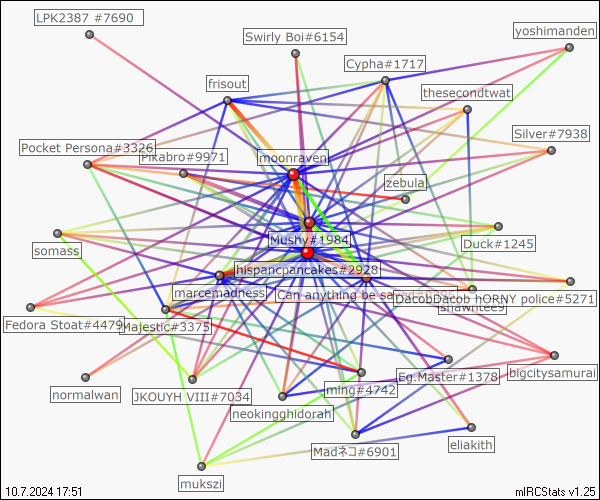 LPK2387 #7690
yoshimanden
Swirly Boi#6154
Cypha#1717
frisout
thesecondtwat
Silver#7938
Pocket Persona#3326
Pikabro#9971
moonraven
zebula
Mushy#1984
somass
Duck#1245
hispancpancakes#2928
marcemadness
Can anything be saved#
DacobDacob hORNY police#5271
shawntee9
Fedora Stoat#4479
Majestic#3375
bigcitysamurai
Eg.Master#1378
ming#4742
normalwan
JKOUYH VIII#7034
neokingghidorah
eliakith
Madネコ#6901
mukszi
10.7.2024 17:51
mIRCStats v1.25